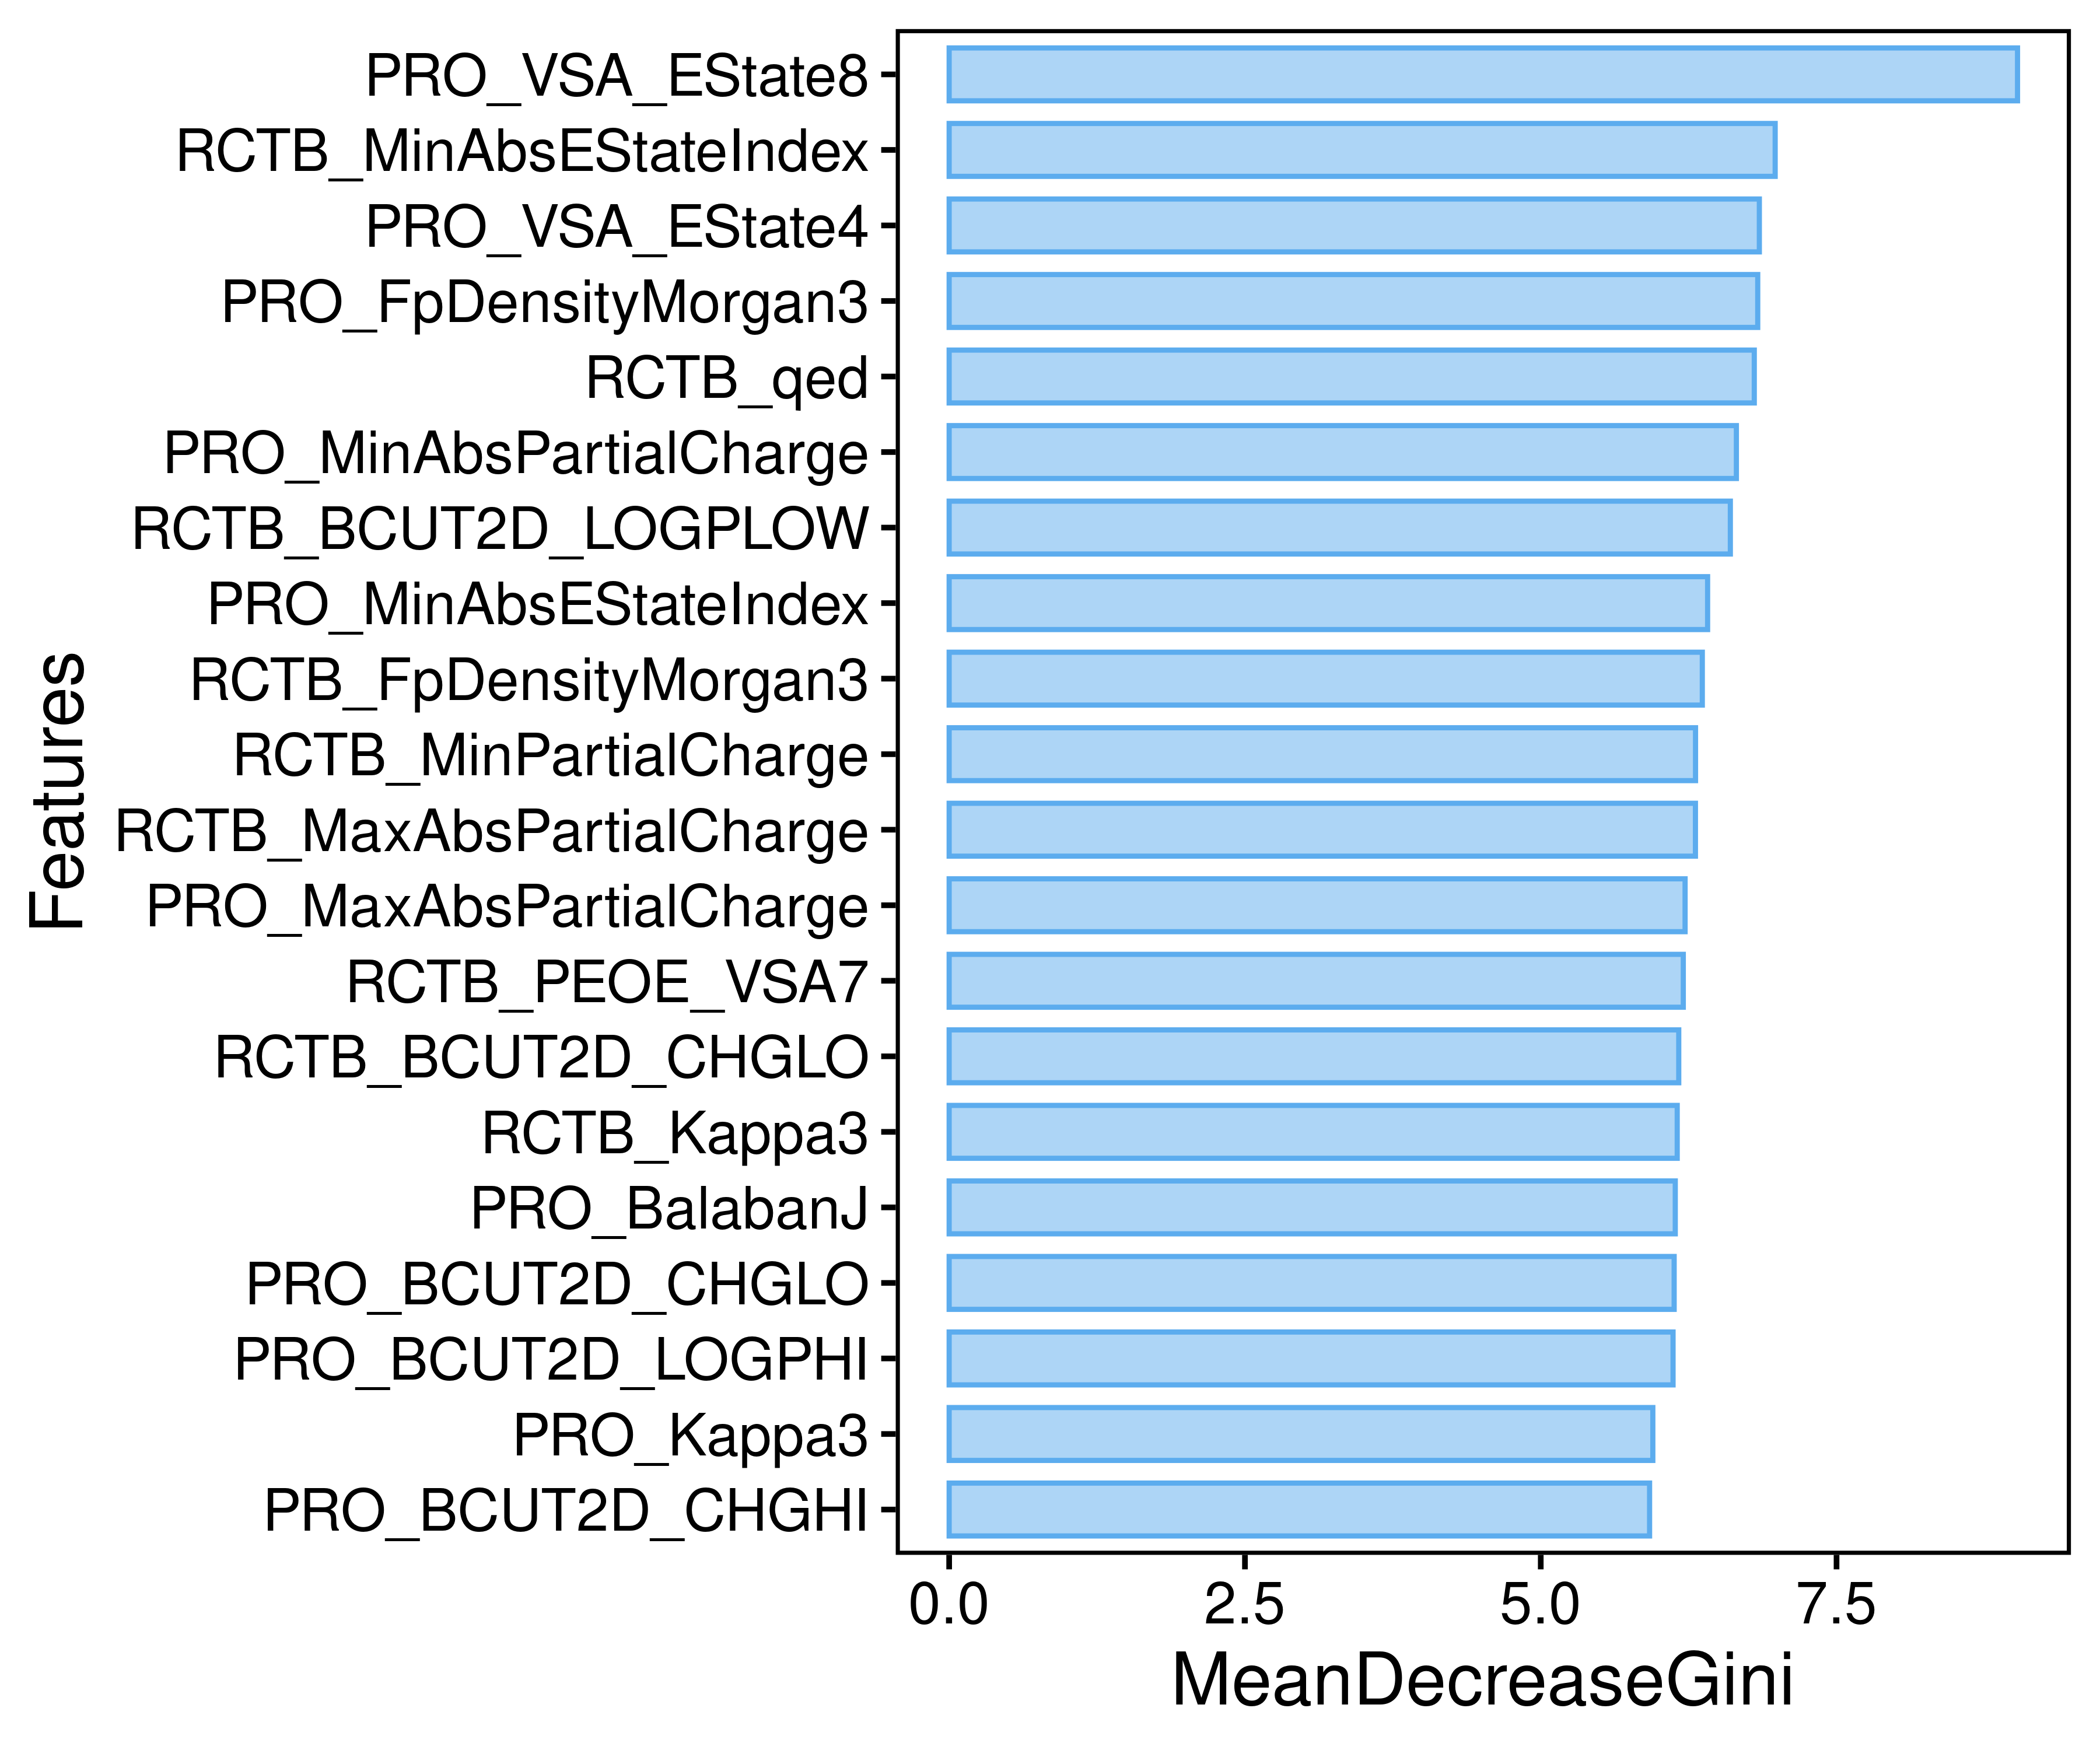 PRO_VSA_EState8
RCTB_MinAbsEStateIndex
PRO_VSA_EState4
PRO_FpDensityMorgan3
RCTB_qed
PRO_MinAbsPartialCharge
RCTB_BCUT2D_LOGPLOW
PRO_MinAbsEStateIndex
RCTB_FpDensityMorgan3
RCTB_MinPartialCharge
RCTB_MaxAbsPartialCharge
PRO_MaxAbsPartialCharge
RCTB_PEOE_VSA7
RCTB_BCUT2D_CHGLO
RCTB_Kappa3
PRO_BalabanJ
PRO_BCUT2D_CHGLO
PRO_BCUT2D_LOGPHI
PRO_Kappa3
PRO_BCUT2D_CHGHI
Features
0.0 2.5 5.0 7.5
MeanDecreaseGini